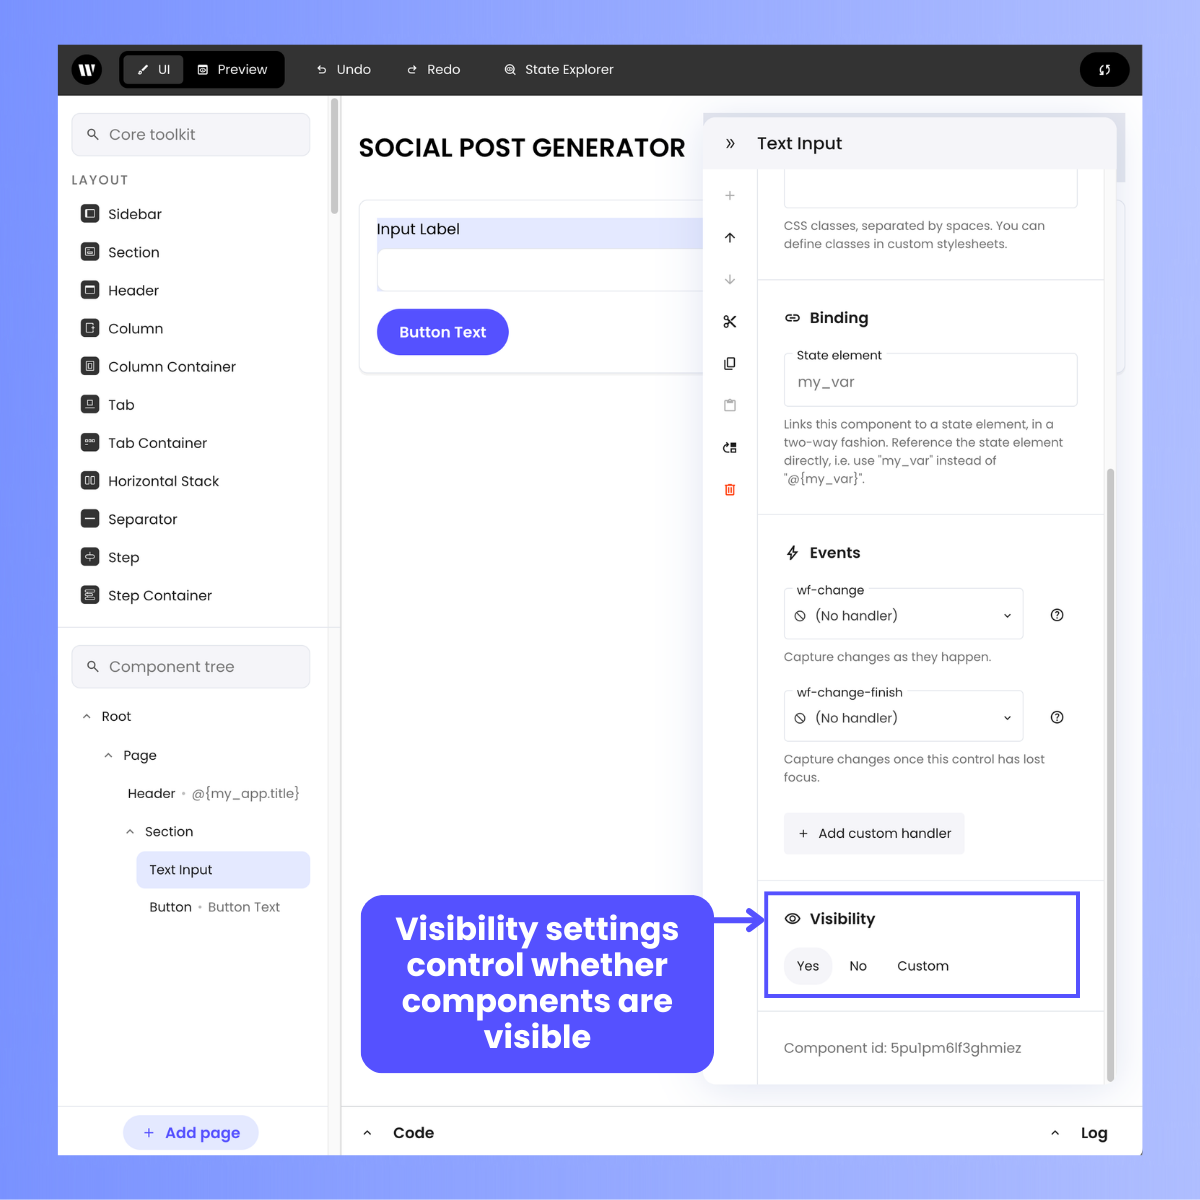 UI
Preview
Undo
Redo
State Explorer
Core toolkit
LAYOUT
Sidebar
Section
Header
Column
Column Container
Tab
Tab Container
Horizontal Stack
Separator
Step
Step Container
Component tree
Root
Page
Header • @{my_app.title}
Section
Text Input
Button • Button Text
+ Add page
SOCIAL POST GENERATOR
Input Label
Button Text
Text Input
CSS classes, separated by spaces. You can
define classes in custom stylesheets.
Binding
State element
my_var
Links this component to a state element, in a
two-way fashion. Reference the state element
directly, i.e. use "my_var" instead of
"@{my_var}".
Events
wf-change
(No handler)
Capture changes as they happen.
wf-change-finish
(No handler)
Capture changes once this control has lost
focus.
+ Add custom handler
Visibility
Yes No Custom
Component id: 5pu1pm6lf3ghmiez
Visibility settings
control whether
components are
visible
Code
Log